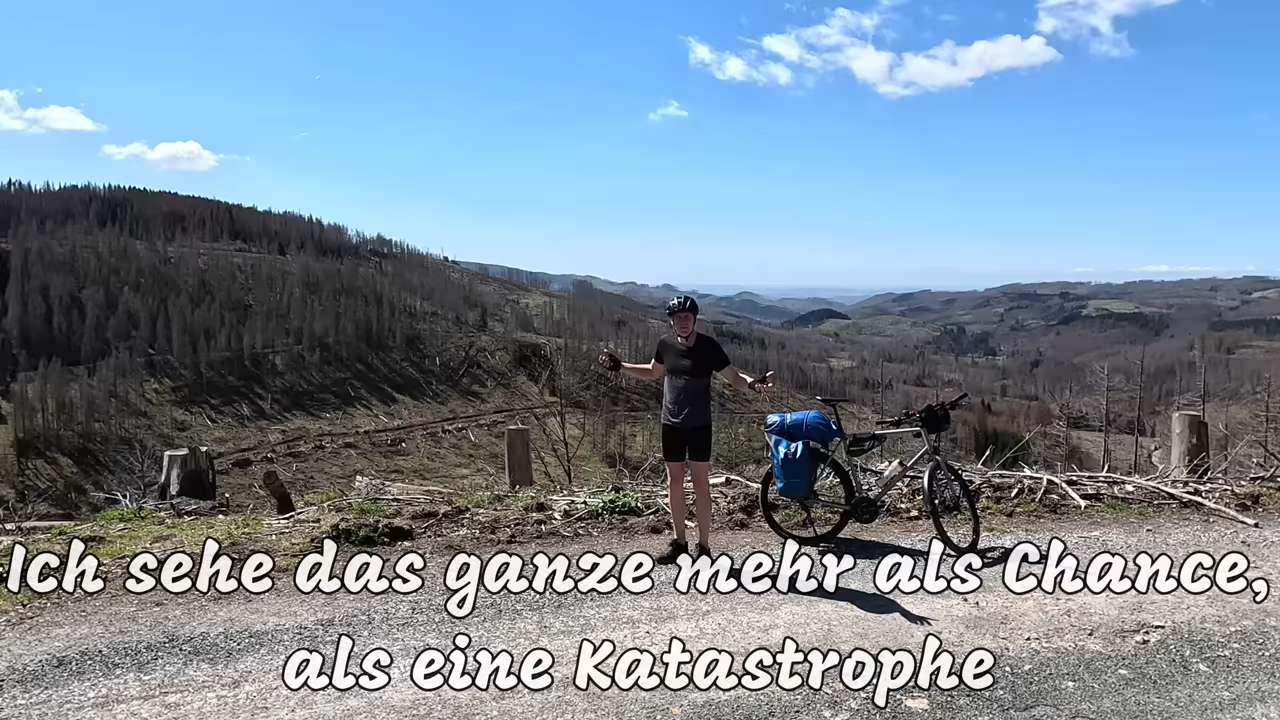 Ich sehe das ganze mehr als Chance,
als eine Katastrophe